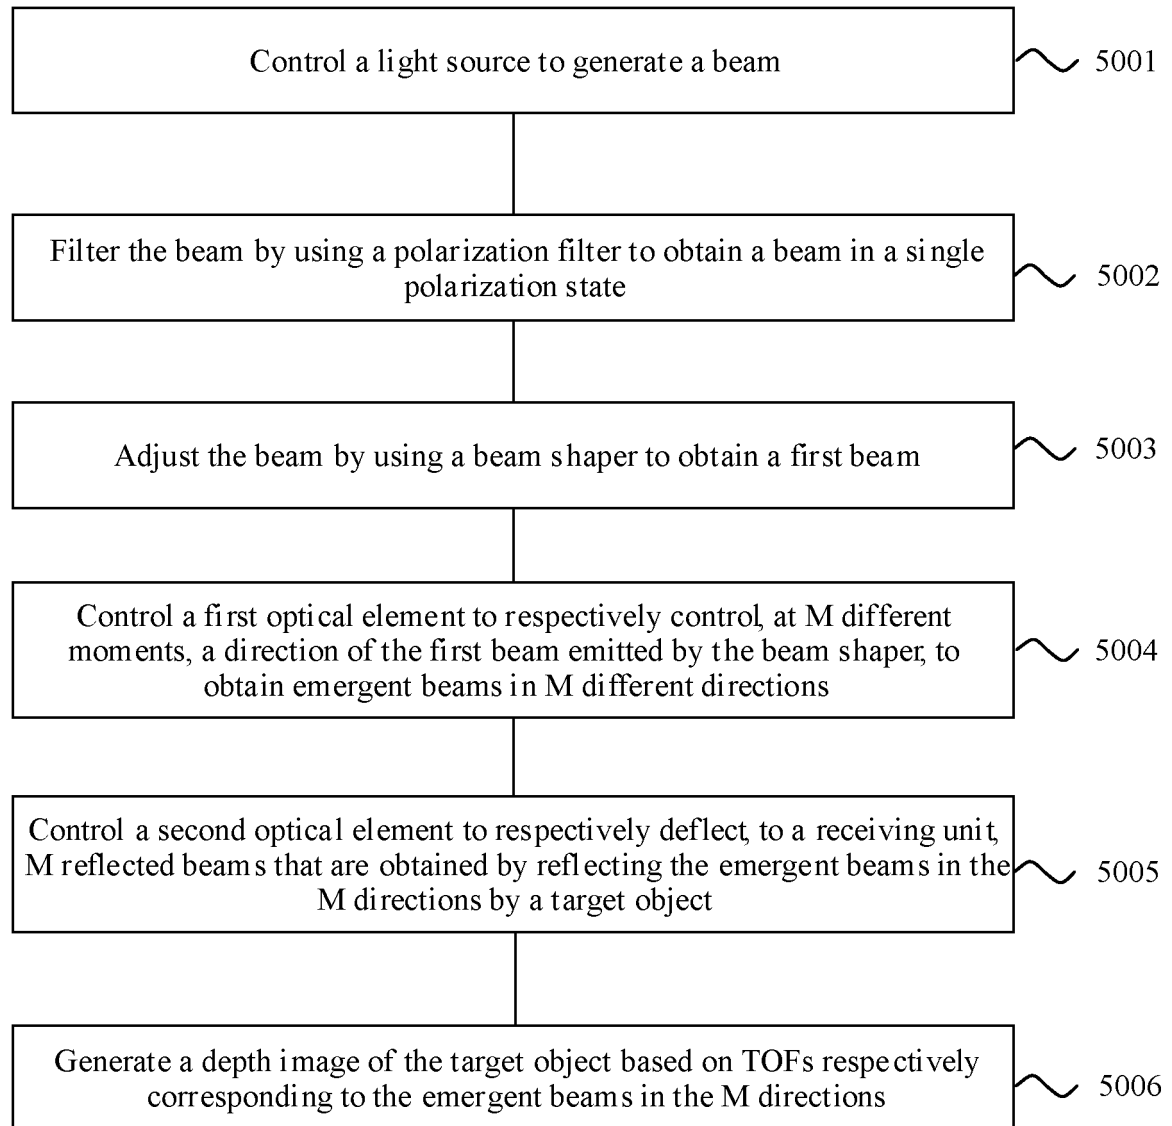 Control a light source to generate a beam
5001
Filter the beam by using a polarization filter to obtain a beam in a single
polarization state
5002
Adjust the beam by using a beam shaper to obtain a first beam
5003
Control a first optical element to respectively control, at M different
moments, a direction of the first beam emitted by the beam shaper, to
obtain emergent beams in M different directions
5004
Control a second optical element to respectively deflect, to a receiving unit,
M reflected beams that are obtained by reflecting the emergent beams in the
M directions by a target object
5005
Generate a depth image of the target object based on TOFs respectively
corresponding to the emergent beams in the M directions
5006